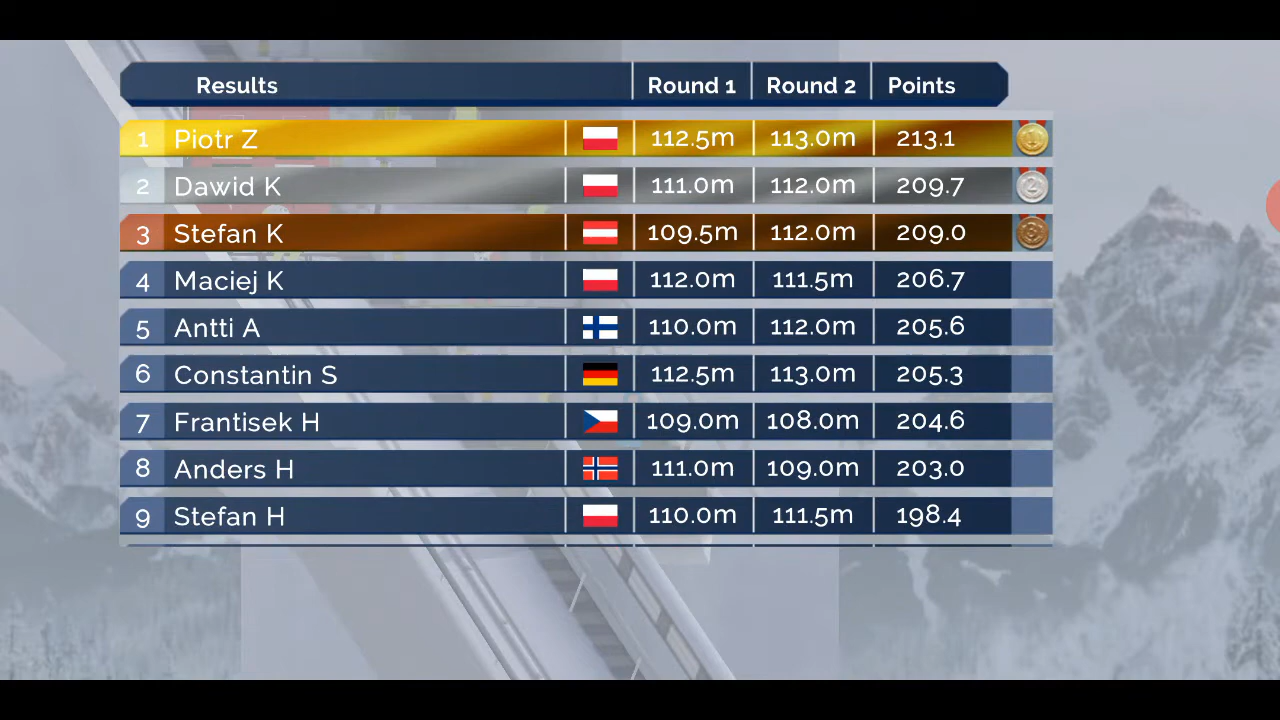 Results Round 1 Round 2 Points
1 Piotr Z 112.5m 113.0m 213.1 1
2 Dawid K 111.0m 112.0m 209.7 2
3 Stefan K 109.5m 112.0m 209.0 3
4 Maciej K 112.0m 111.5m 206.7
5 Antti A 110.0m 112.0m 205.6
6 Constantin S 112.5m 113.0m 205.3
7 Frantisek H 109.0m 108.0m 204.6
8 Anders H 111.0m 109.0m 203.0
9 Stefan H 110.0m 111.5m 198.4